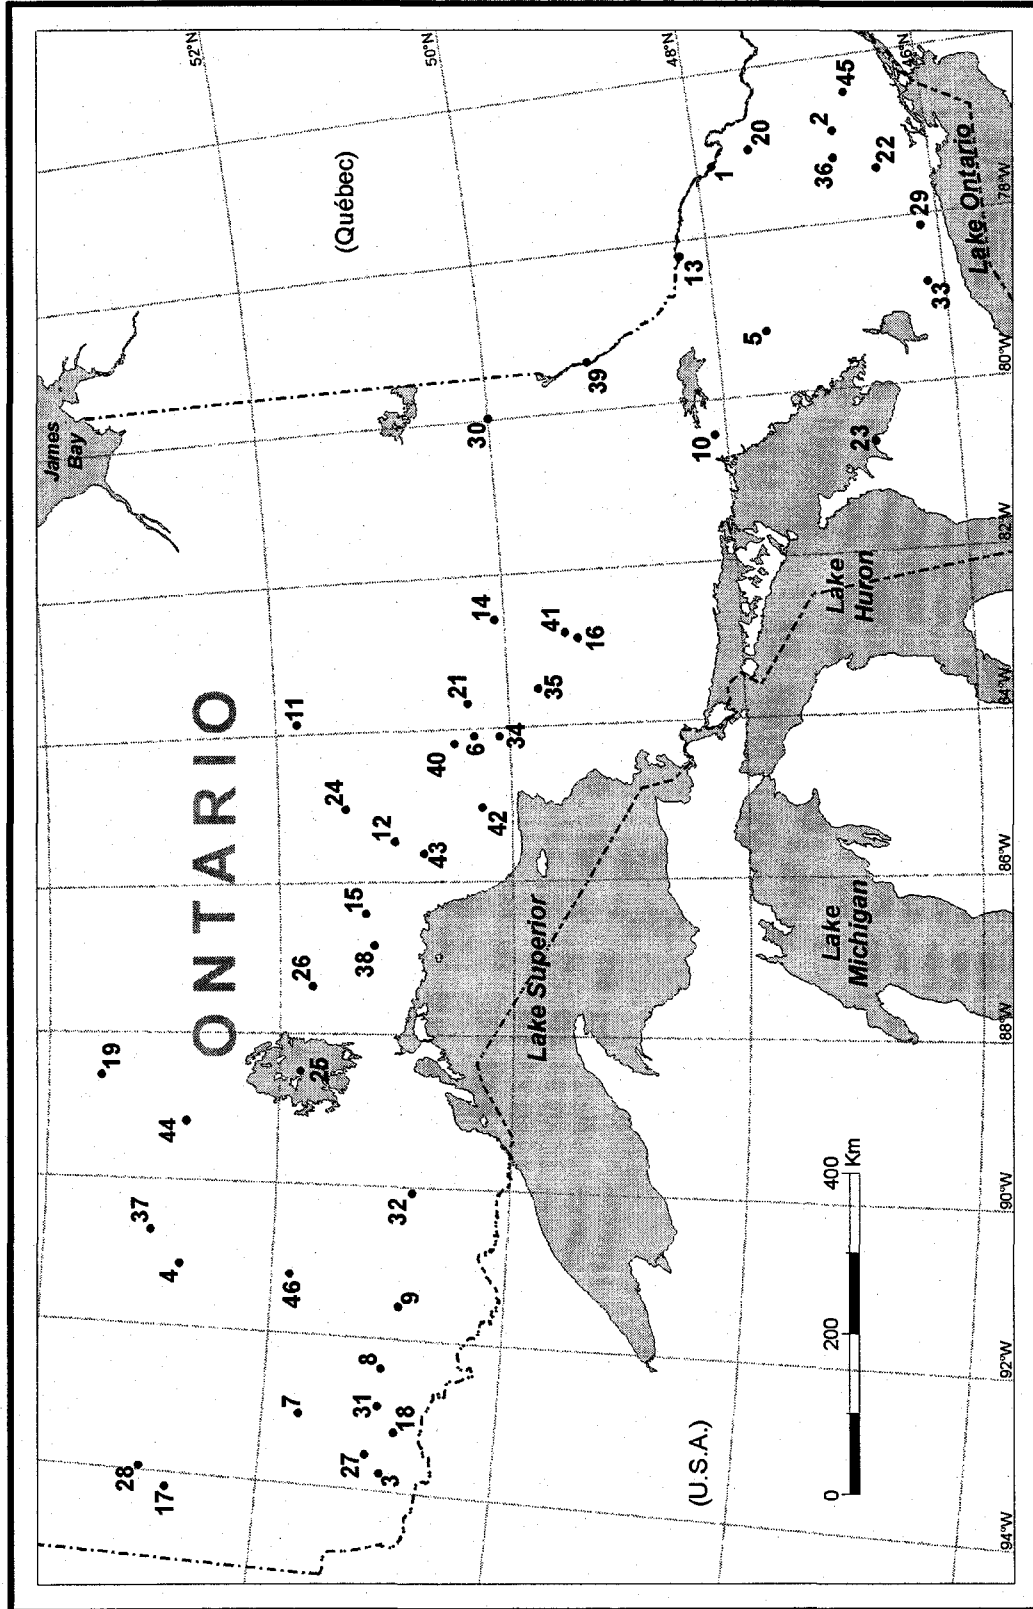 James
Bay
19
28
37
17
4
44
52°N
ONTARIO
(Québec)
7
46
26
25
11
24
27
3
31
8
18
9
32
38
15
12
43
50°N
40
6
21
14
30
42
34
35
41
16
39
Lake Superior
48°N
13
1
10
20
5
(U.S.A.)
36
2
45
Lake
Michigan
Lake
Huron
23
22
0
200
400
Km
46°N
33
29
Lake Ontario
94°W
92°W
90°W
88°W
86°W
84°W
82°W
80°W
78°W